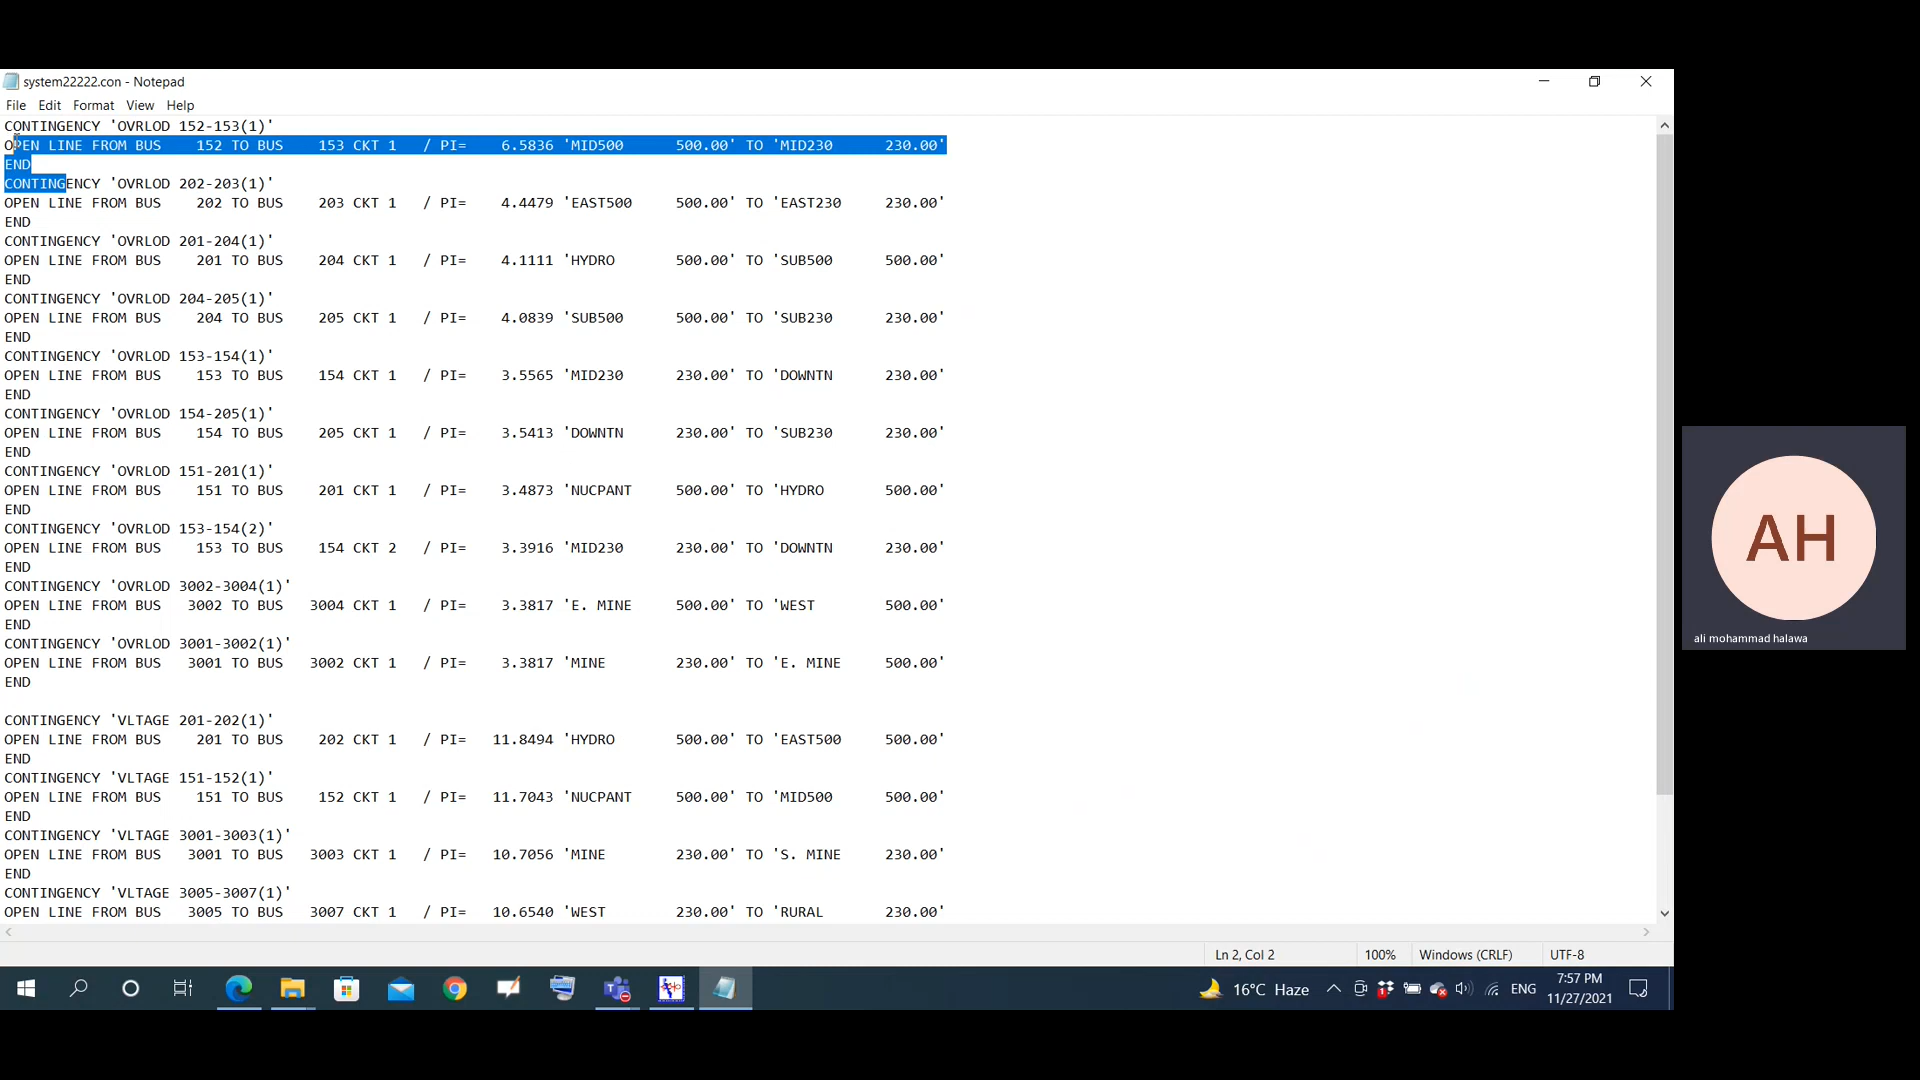 system22222.con - Notepad
File Edit Format View Help
CONTINGENCY 'OVRLOD 152-153(1)'
OPEN LINE FROM BUS 152 TO BUS 153 CKT 1 / PI= 6.5836 'MID500 500.00' TO 'MID230 230.00'
END
CONTINGENCY 'OVRLOD 202-203(1)'
OPEN LINE FROM BUS 202 TO BUS 203 CKT 1 / PI= 4.4479 'EAST500 500.00' TO 'EAST230 230.00'
END
CONTINGENCY 'OVRLOD 201-204(1)'
OPEN LINE FROM BUS 201 TO BUS 204 CKT 1 / PI= 4.1111 'HYDRO 500.00' TO 'SUB500 500.00'
END
CONTINGENCY 'OVRLOD 204-205(1)'
OPEN LINE FROM BUS 204 TO BUS 205 CKT 1 / PI= 4.0839 'SUB500 500.00' TO 'SUB230 230.00'
END
CONTINGENCY 'OVRLOD 153-154(1)'
OPEN LINE FROM BUS 153 TO BUS 154 CKT 1 / PI= 3.5565 'MID230 230.00' TO 'DOWNTN 230.00'
END
CONTINGENCY 'OVRLOD 154-205(1)'
OPEN LINE FROM BUS 154 TO BUS 205 CKT 1 / PI= 3.5413 'DOWNTN 230.00' TO 'SUB230 230.00'
END
CONTINGENCY 'OVRLOD 151-201(1)'
OPEN LINE FROM BUS 151 TO BUS 201 CKT 1 / PI= 3.4873 'NUCPANT 500.00' TO 'HYDRO 500.00'
END
CONTINGENCY 'OVRLOD 153-154(2)'
OPEN LINE FROM BUS 153 TO BUS 154 CKT 2 / PI= 3.3916 'MID230 230.00' TO 'DOWNTN 230.00'
END
CONTINGENCY 'OVRLOD 3002-3004(1)'
OPEN LINE FROM BUS 3002 TO BUS 3004 CKT 1 / PI= 3.3817 'E. MINE 500.00' TO 'WEST 500.00'
END
CONTINGENCY 'OVRLOD 3001-3002(1)'
OPEN LINE FROM BUS 3001 TO BUS 3002 CKT 1 / PI= 3.3817 'MINE 230.00' TO 'E. MINE 500.00'
END
CONTINGENCY 'VLTAGE 201-202(1)'
OPEN LINE FROM BUS 201 TO BUS 202 CKT 1 / PI= 11.8494 'HYDRO 500.00' TO 'EAST500 500.00'
END
CONTINGENCY 'VLTAGE 151-152(1)'
OPEN LINE FROM BUS 151 TO BUS 152 CKT 1 / PI= 11.7043 'NUCPANT 500.00' TO 'MID500 500.00'
END
CONTINGENCY 'VLTAGE 3001-3003(1)'
OPEN LINE FROM BUS 3001 TO BUS 3003 CKT 1 / PI= 10.7056 'MINE 230.00' TO 'S. MINE 230.00'
END
CONTINGENCY 'VLTAGE 3005-3007(1)'
OPEN LINE FROM BUS 3005 TO BUS 3007 CKT 1 / PI= 10.6540 'WEST 230.00' TO 'RURAL 230.00'
Ln 2, Col 2 100% Windows (CRLF) UTF-8
16°C Haze ENG 7:57 PM
11/27/2021
AH
ali mohammad halawa